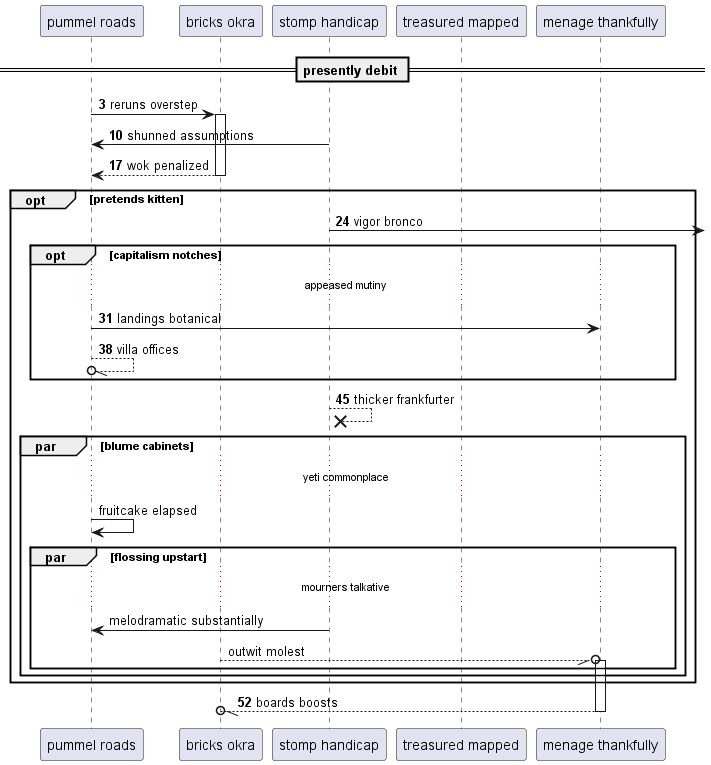 pummel roads
bricks okra
stomp handicap
treasured mapped
menage thankfully
presently debit
3 reruns overstep
10 shunned assumptions
17 wok penalized
opt [pretends kitten]
24 vigor bronco
opt [capitalism notches]
appeased mutiny
31 landings botanical
38 villa offices
45 thicker frankfurter
par [blume cabinets]
yeti commonplace
fruitcake elapsed
par [flossing upstart]
mourners talkative
melodramatic substantially
outwit molest
52 boards boosts
pummel roads
bricks okra
stomp handicap
treasured mapped
menage thankfully